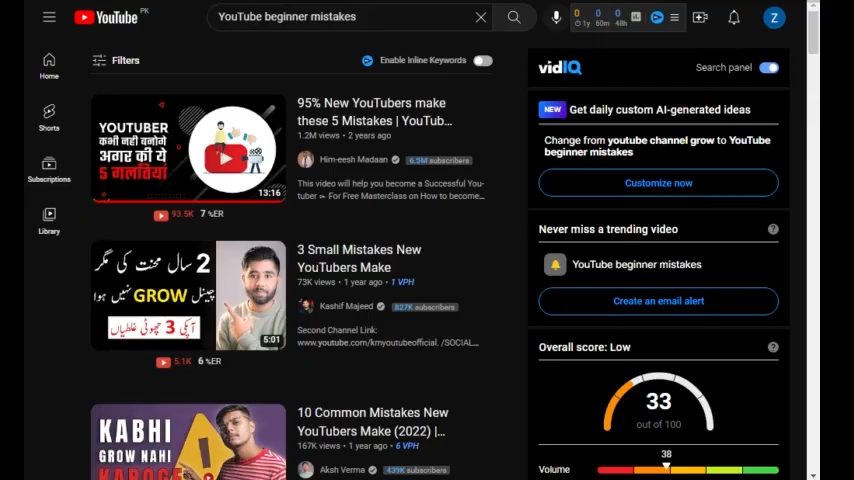 YouTube PK
YouTube beginner mistakes
0 0 0
1y 60m 48h
Z
Home
Shorts
Subscriptions
Library
Filters
Enable Inline Keywords
YOUTUBER
कभी नहीं बनोगे
अगर की ये
5 गलतियां
13:16
93.5K 7 %ER
95% New YouTubers make
these 5 Mistakes | YouTub...
1.2M views • 2 years ago
Him-eesh Madaan 6.5M subscribers
This video will help you become a Successful You-
tuber ➢ For Free Masterclass on How to become...
2 سال محنت کی مگر
چینل GROW نہیں ہوا
آپکی 3 چھوٹی غلطیاں
5:01
5.1K 6 %ER
3 Small Mistakes New
YouTubers Make
73K views • 1 year ago • 1 VPH
Kashif Majeed 827K subscribers
Second Channel Link:
www.youtube.com/kmyoutubeofficial. /SOCIAL...
KABHI
GROW NAHI
KAROGE
10 Common Mistakes New
YouTubers Make (2022) |...
167K views • 1 year ago • 6 VPH
Aksh Verma 439K subscribers
vidIQ
Search panel
NEW Get daily custom AI-generated ideas
Change from youtube channel grow to YouTube
beginner mistakes
Customize now
Never miss a trending video ?
YouTube beginner mistakes
Create an email alert
Overall score: Low ?
33
out of 100
38
Volume